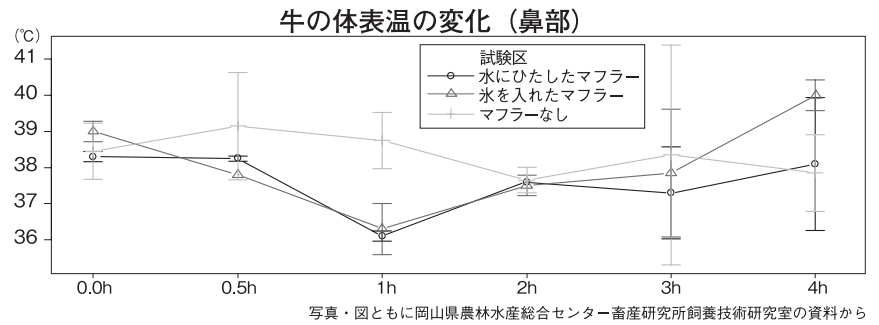 牛の体表温の変化（鼻部）
(℃)
41
40
39
38
37
36
試験区
水にひたしたマフラー
氷を入れたマフラー
マフラーなし
0.0h 0.5h 1h 2h 3h 4h
写真・図ともに岡山県農林水産総合センター畜産研究所飼養技術研究室の資料から